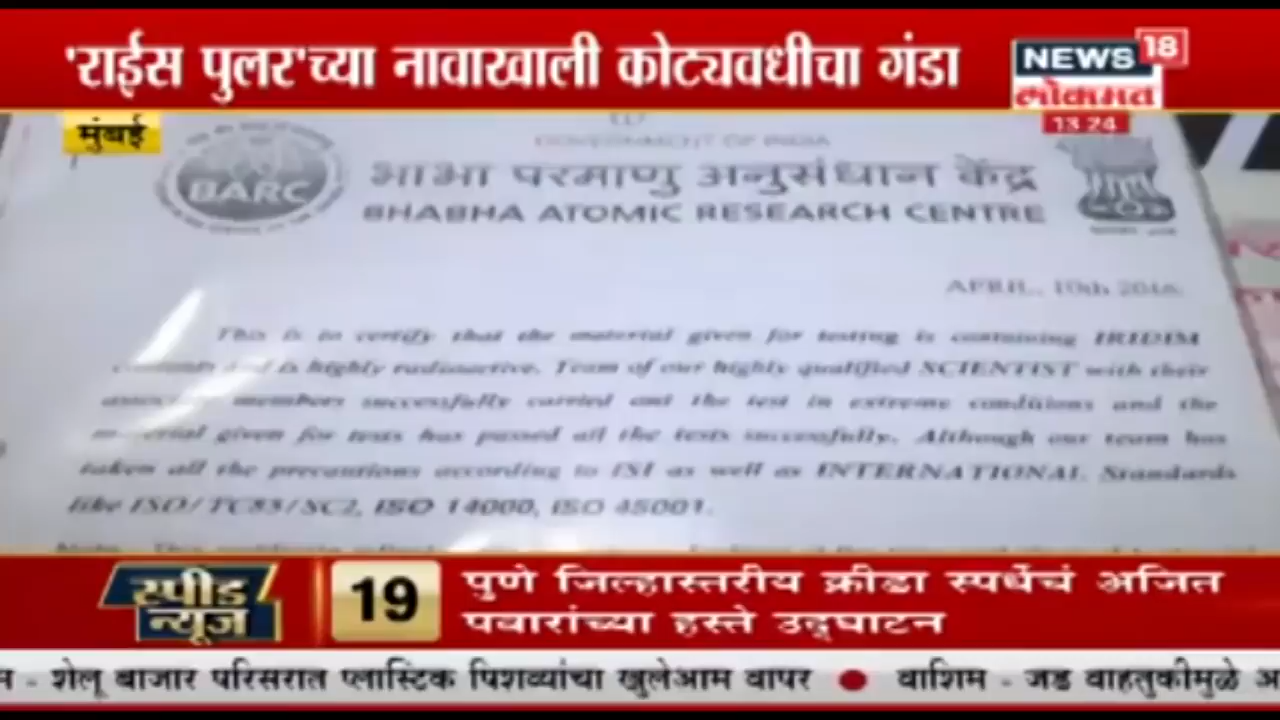 'राईस पुलर'च्या नावाखाली कोट्यवधीचा गंडा
NEWS 18
लोकमत
13:24
मुंबई
GOVERNMENT OF INDIA
BARC
भाभा परमाणु अनुसंधान केंद्र
BHABHA ATOMIC RESEARCH CENTRE
APRIL, 10th
This is to certify that the material given for testing is containing IRIDIM
is highly radioactive. Team of our highly qualified SCIENTIST with their
members successfully carried out the test in extreme conditions and the
given for tests has passed all the tests successfully. Although our team has
taken all the precautions according to ISI as well as INTERNATIONAL Standards
like ISO/TC85/SC2, ISO 14000, ISO 45001.
स्पीड
न्यूज
19
पुणे जिल्हास्तरीय क्रीडा स्पर्धेचं अजित
पवारांच्या हस्ते उद्घाटन
- शेलू बाजार परिसरात प्लास्टिक पिशव्यांचा खुलेआम वापर ● वाशिम - जड वाहतुकीमुळे